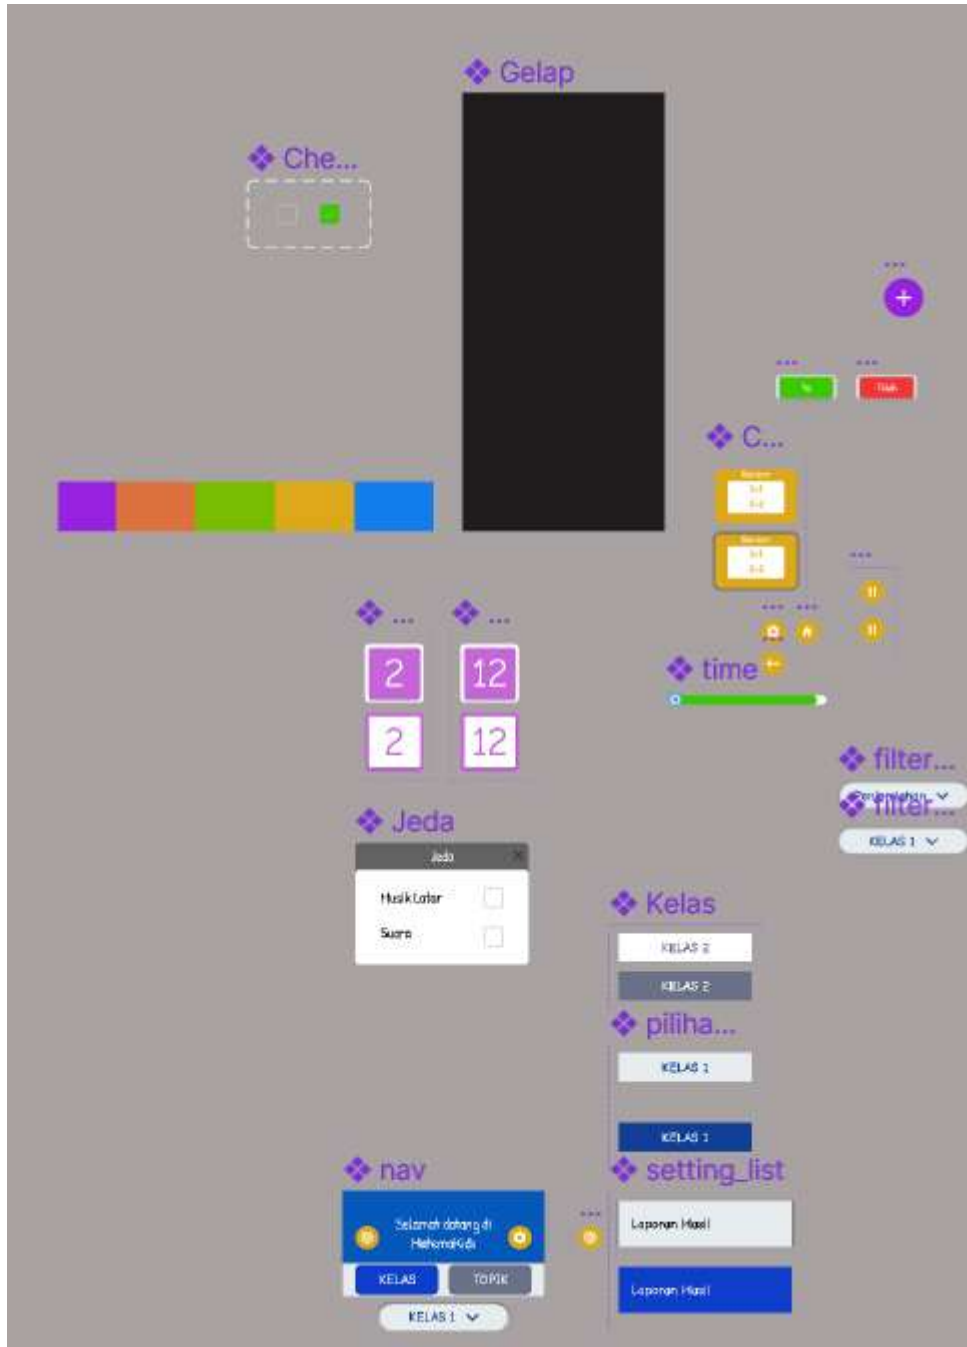 Gelap
Che...
...
...
...
Tidak
C...
...
...
...
...
...
time
2
12
2
12
filter...
filter...
KELAS 1
Jeda
Jeda
Musik Latar
Suara
Kelas
KELAS 2
KELAS 2
piliha...
KELAS 1
KELAS 1
nav
Selamat datang di
MatemaKids
KELAS
TOPIK
KELAS 1
...
setting_list
Laporan Hasil
Laporan Hasil